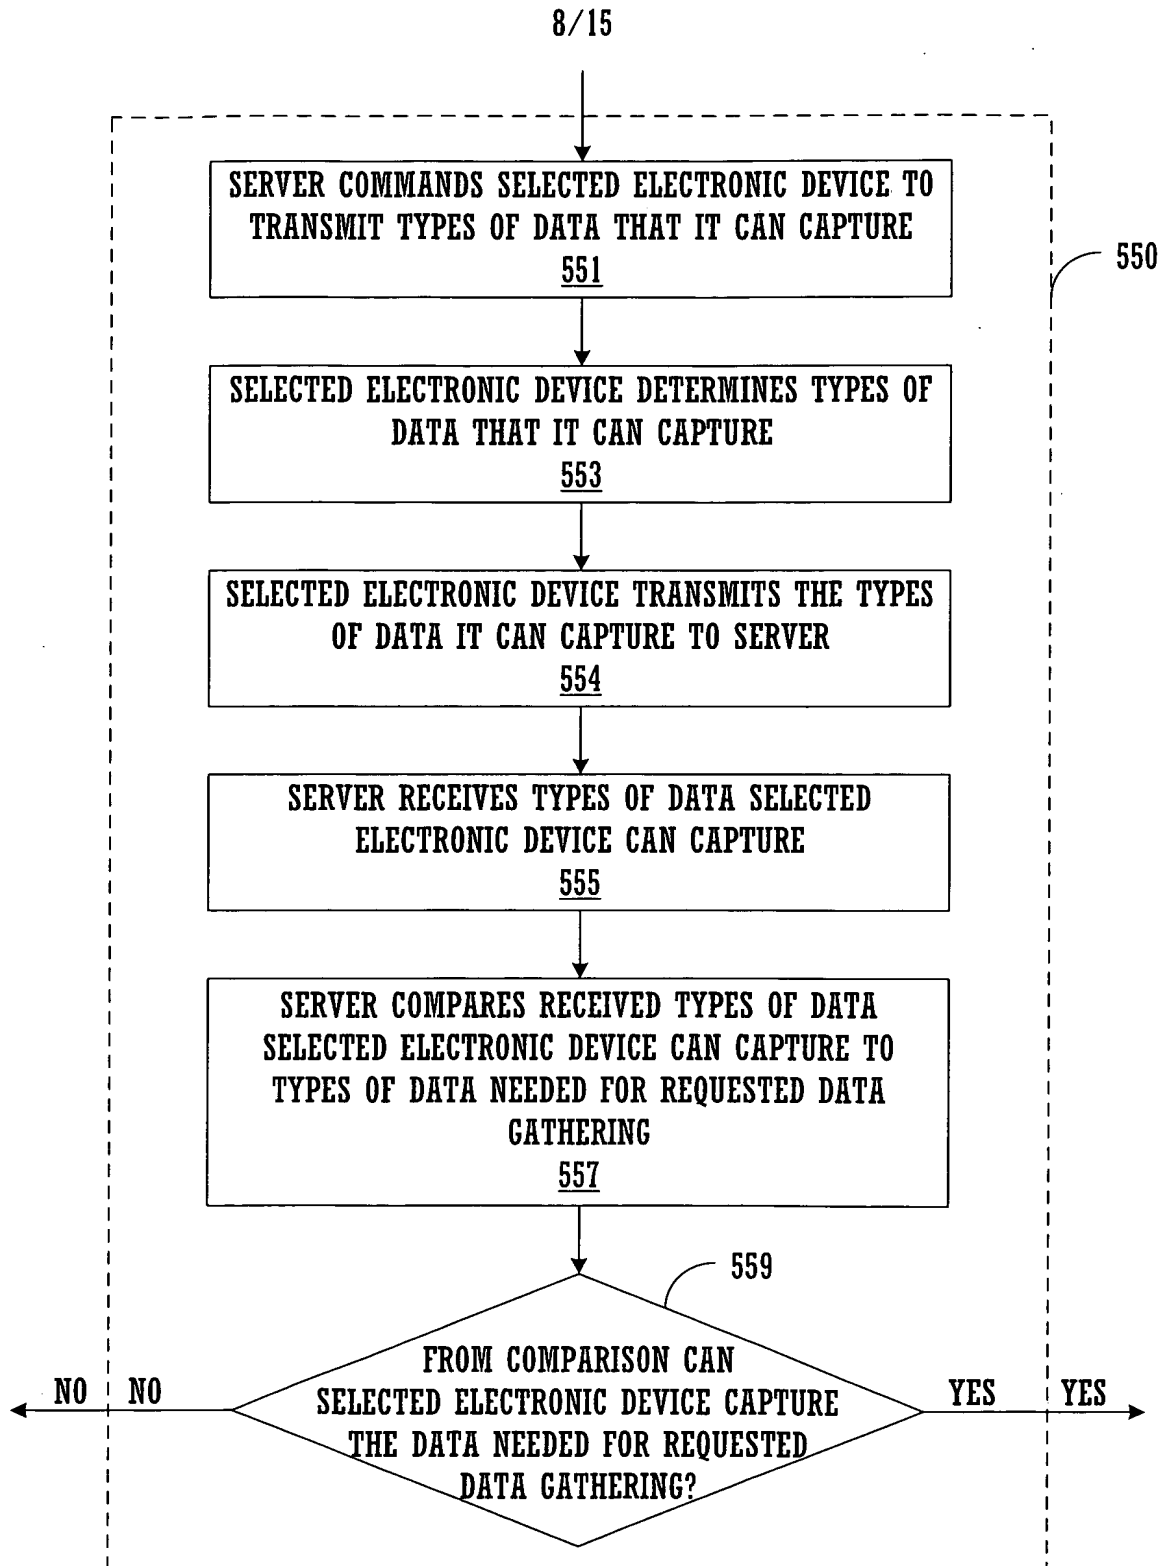 8/15
SERVER COMMANDS SELECTED ELECTRONIC DEVICE TO
TRANSMIT TYPES OF DATA THAT IT CAN CAPTURE
551
550
SELECTED ELECTRONIC DEVICE DETERMINES TYPES OF
DATA THAT IT CAN CAPTURE
553
SELECTED ELECTRONIC DEVICE TRANSMITS THE TYPES
OF DATA IT CAN CAPTURE TO SERVER
554
SERVER RECEIVES TYPES OF DATA SELECTED
ELECTRONIC DEVICE CAN CAPTURE
555
SERVER COMPARES RECEIVED TYPES OF DATA
SELECTED ELECTRONIC DEVICE CAN CAPTURE TO
TYPES OF DATA NEEDED FOR REQUESTED DATA
GATHERING
557
559
FROM COMPARISON CAN
SELECTED ELECTRONIC DEVICE CAPTURE
THE DATA NEEDED FOR REQUESTED
DATA GATHERING?
NO NO
YES YES